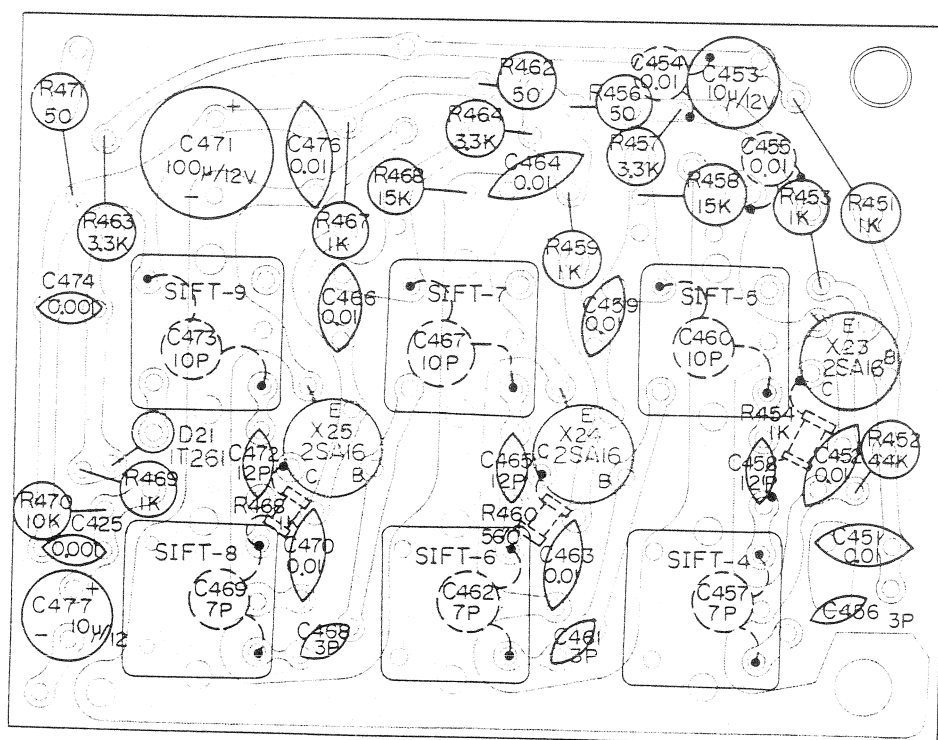 R471
50
C471
100μ/12V
+
−
C476
0.01
R462
50
R464
3.3K
C454
0.01
C453
10μ/12V
R456
50
R457
3.3K
C455
0.01
R468
15K
C464
0.01
R458
15K
R453
1K
R451
1K
R463
3.3K
R467
1K
R459
1K
C474
0.001
SIFT-9
C473
10P
C466
0.01
SIFT-7
C467
10P
C459
0.01
SIFT-5
C460
10P
E
X23
2SA16
B
C
D21
1T261
E
X25
2SA16
C
B
C472
12P
E
X24
2SA16
C
B
C465
12P
R454
1K
C458
12P
C452
0.01
R452
44K
R469
1K
R470
10K
C425
0.001
R468
1K
C470
0.01
R460
560
C463
0.01
C451
0.01
SIFT-8
C469
7P
SIFT-6
C462
7P
SIFT-4
C457
7P
C477
10μ/12
+
−
C468
3P
C461
3P
C456
3P